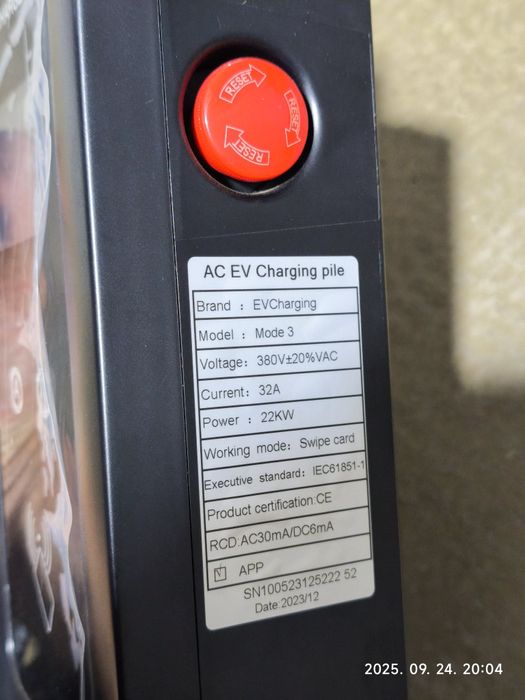 RESET
RESET
RESET
AC EV Charging pile
Brand : EVCharging
Model : Mode 3
Voltage: 380V±20%VAC
Current: 32A
Power : 22KW
Working mode: Swipe card
Executive standard: IEC61851-1
Product certification:CE
RCD:AC30mA/DC6mA
APP
SN100523125222 52
Date:2023/12
2025. 09. 24. 20:04